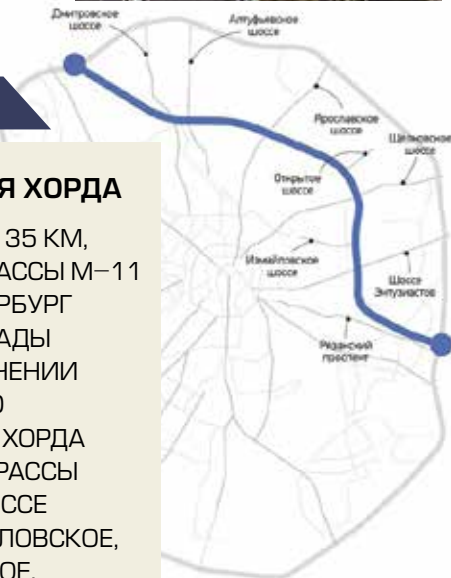 Дмитровское
шоссе
Алтуфьевское
шоссе
Ярославское
шоссе
Щелковское
шоссе
Открытое
шоссе
Измайловское
шоссе
Шоссе
Энтузиастов
Рязанский
проспект
Я ХОРДА
35 КМ,
АССЫ М–11
РБУРГ
АДЫ
НЕНИИ
О
ХОРДА
РАССЫ
ССЕ
ЛОВСКОЕ,
ОЕ,